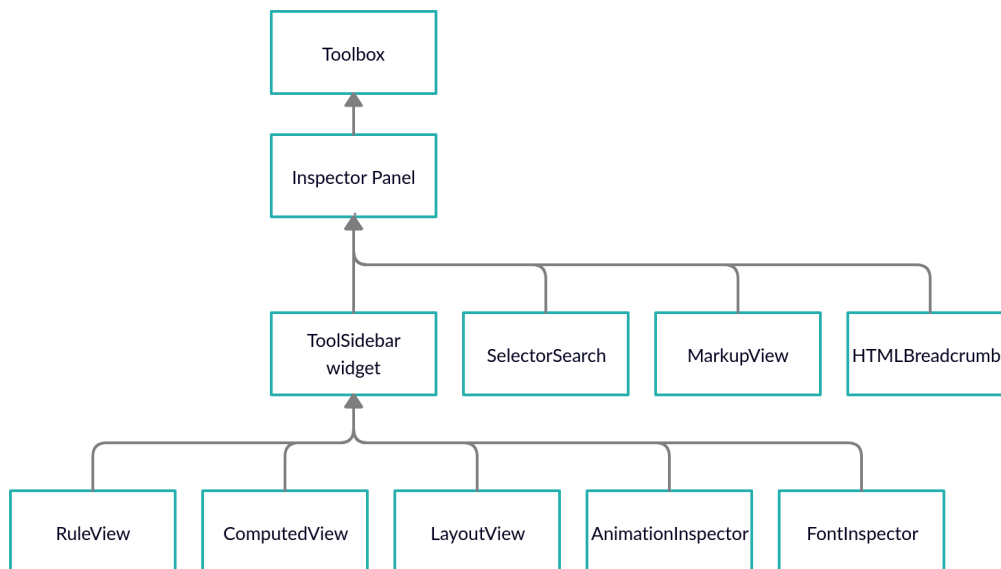 Toolbox
Inspector Panel
ToolSidebar
widget
SelectorSearch
MarkupView
HTMLBreadcrumb
RuleView
ComputedView
LayoutView
AnimationInspector
FontInspector